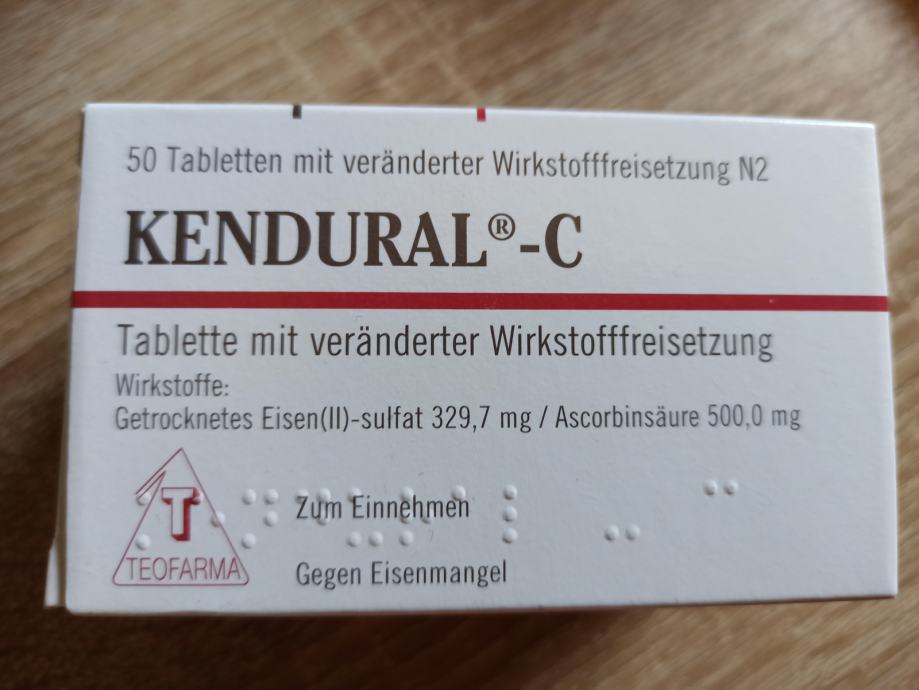 50 Tabletten mit veränderter Wirkstofffreisetzung N2
KENDURAL®-C
Tablette mit veränderter Wirkstofffreisetzung
Wirkstoffe:
Getrocknetes Eisen(II)-sulfat 329,7 mg / Ascorbinsäure 500,0 mg
T
TEOFARMA
Zum Einnehmen
Gegen Eisenmangel